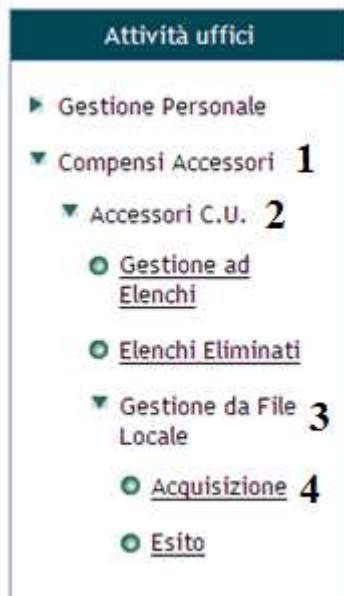 Attività uffici
Gestione Personale
Compensi Accessori 1
Accessori C.U. 2
Gestione ad
Elenchi
Elenchi Eliminati
Gestione da File 3
Locale
Acquisizione 4
Esito